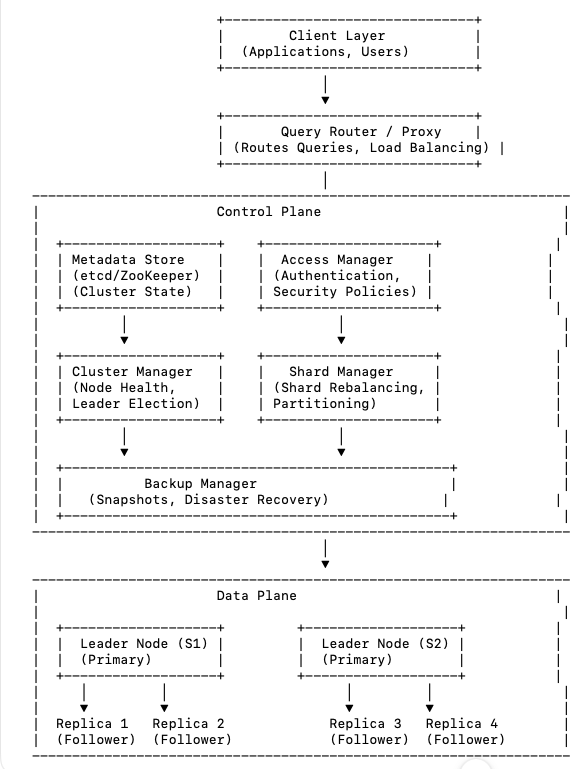 Client Layer
(Applications, Users)
Query Router / Proxy
(Routes Queries, Load Balancing)
Control Plane
Metadata Store
(etcd/ZooKeeper)
(Cluster State)
Access Manager
(Authentication,
Security Policies)
Cluster Manager
(Node Health,
Leader Election)
Shard Manager
(Shard Rebalancing,
Partitioning)
Backup Manager
(Snapshots, Disaster Recovery)
Data Plane
Leader Node (S1)
(Primary)
Leader Node (S2)
(Primary)
Replica 1
(Follower)
Replica 2
(Follower)
Replica 3
(Follower)
Replica 4
(Follower)